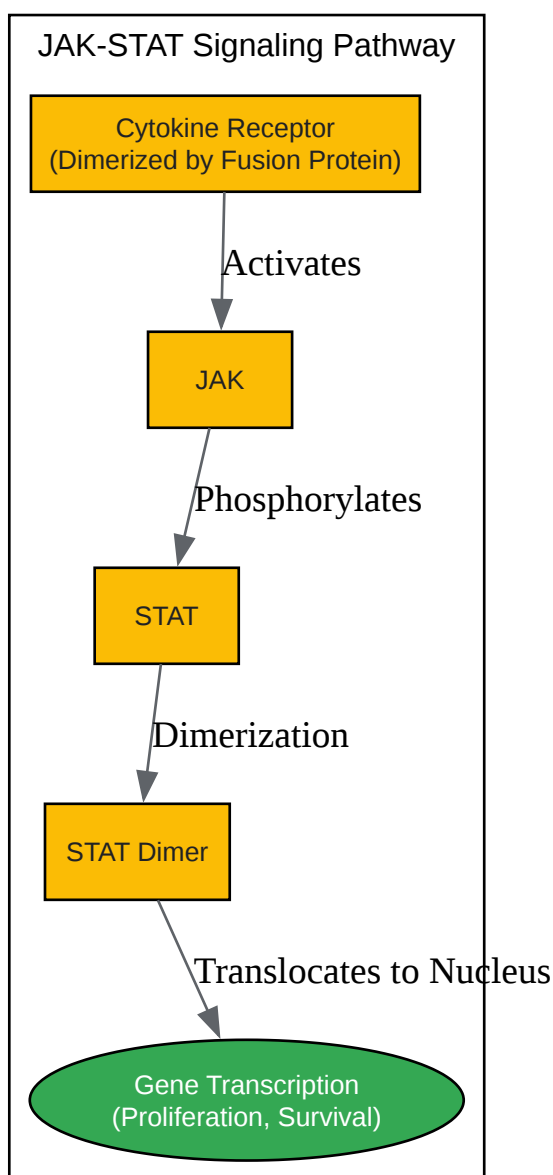 JAK-STAT Signaling Pathway
Cytokine Receptor
(Dimerized by Fusion Protein)
Activates
JAK
Phosphorylates
STAT
Dimerization
STAT Dimer
Translocates to Nucleus
Gene Transcription
(Proliferation, Survival)